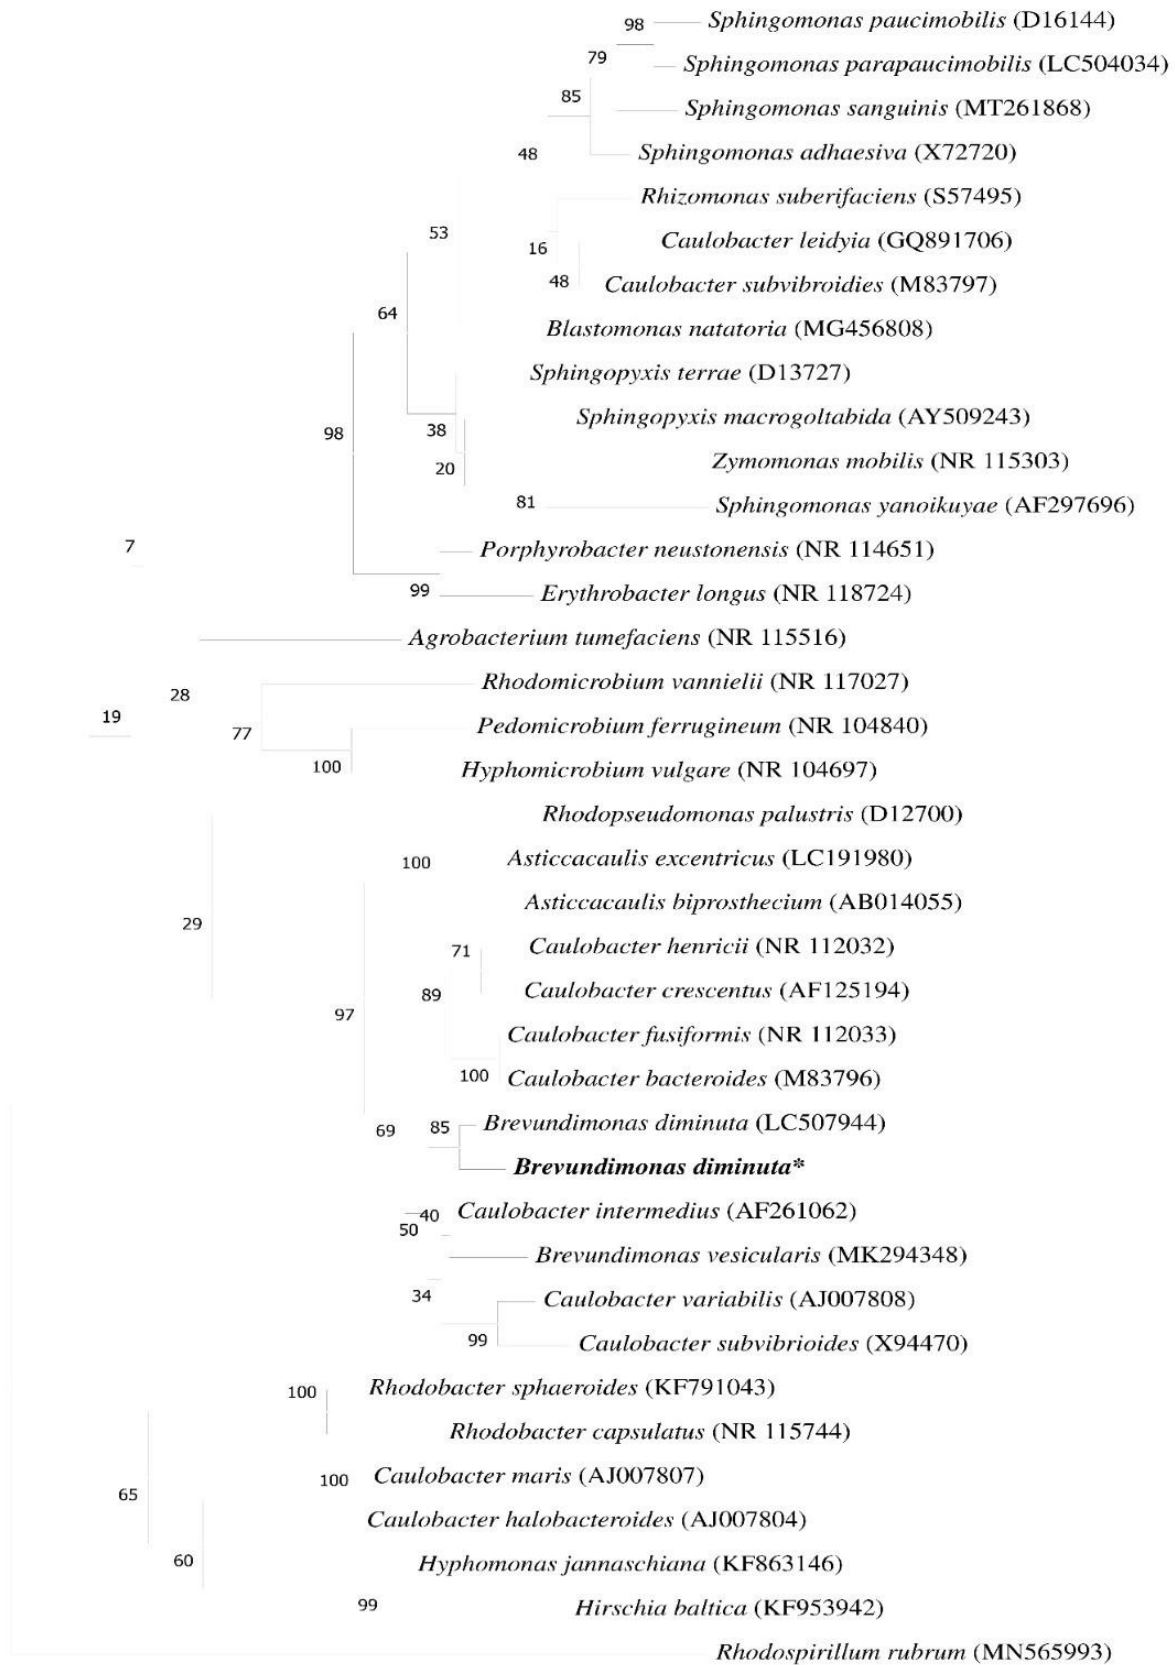 98 Sphingomonas paucimobilis (D16144)
79 Sphingomonas parapaucimobilis (LC504034)
85 Sphingomonas sanguinis (MT261868)
48 Sphingomonas adhaesiva (X72720)
Rhizomonas suberifaciens (S57495)
53
16 Caulobacter leidyia (GQ891706)
48 Caulobacter subvibroidies (M83797)
64
Blastomonas natatoria (MG456808)
Sphingopyxis terrae (D13727)
Sphingopyxis macrogoltabida (AY509243)
98 38
20 Zymomonas mobilis (NR 115303)
81 Sphingomonas yanoikuyae (AF297696)
7 Porphyrobacter neustonensis (NR 114651)
99 Erythrobacter longus (NR 118724)
Agrobacterium tumefaciens (NR 115516)
Rhodomicrobium vannielii (NR 117027)
28
19 Pedomicrobium ferrugineum (NR 104840)
77
100 Hyphomicrobium vulgare (NR 104697)
Rhodopseudomonas palustris (D12700)
100 Asticcacaulis excentricus (LC191980)
Asticcacaulis biprosthecium (AB014055)
29
71 Caulobacter henricii (NR 112032)
89 Caulobacter crescentus (AF125194)
97
Caulobacter fusiformis (NR 112033)
100 Caulobacter bacteroides (M83796)
69 85 Brevundimonas diminuta (LC507944)
Brevundimonas diminuta*
40 Caulobacter intermedius (AF261062)
50
Brevundimonas vesicularis (MK294348)
34 Caulobacter variabilis (AJ007808)
99 Caulobacter subvibrioides (X94470)
100 Rhodobacter sphaeroides (KF791043)
Rhodobacter capsulatus (NR 115744)
100 Caulobacter maris (AJ007807)
65
Caulobacter halobacteroides (AJ007804)
60 Hyphomonas jannaschiana (KF863146)
99 Hirschia baltica (KF953942)
Rhodospirillum rubrum (MN565993)